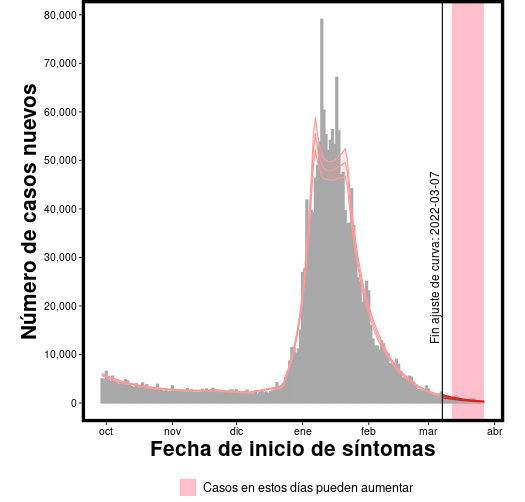 80,000
70,000
60,000
50,000
40,000
30,000
20,000
10,000
0
Número de casos nuevos
Fin ajuste de curva: 2022-03-07
oct nov dic ene feb mar abr
Fecha de inicio de síntomas
Casos en estos días pueden aumentar